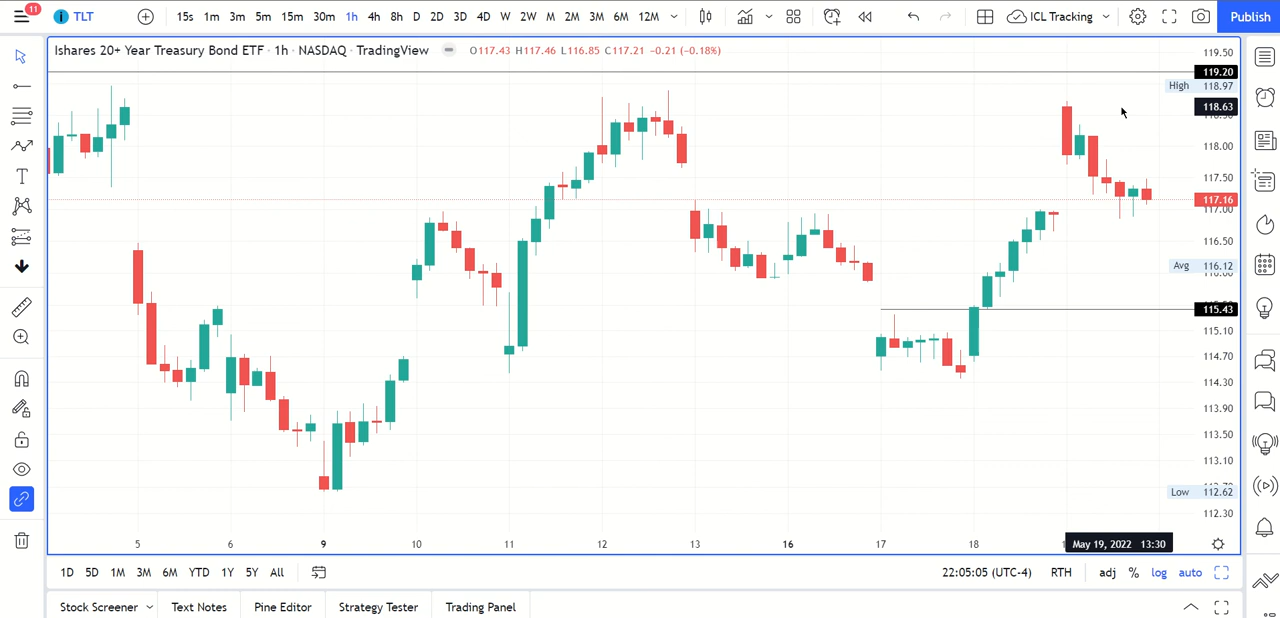 11
TLT 15s 1m 3m 5m 15m 30m 1h 4h 8h D 2D 3D 4D W 2W M 2M 3M 6M 12M ICL Tracking Publish
Ishares 20+ Year Treasury Bond ETF · 1h · NASDAQ · TradingView O117.43 H117.46 L116.85 C117.21 −0.21 (−0.18%)
119.50
119.20
High 118.97
118.63
118.00
117.50
117.16
117.00
116.50
Avg 116.12
115.43
115.10
114.70
114.30
113.90
113.50
113.10
Low 112.62
112.30
5 6 9 10 11 12 13 16 17 18 May 19, 2022 13:30
1D 5D 1M 3M 6M YTD 1Y 5Y All 22:05:05 (UTC-4) RTH adj % log auto
Stock Screener Text Notes Pine Editor Strategy Tester Trading Panel